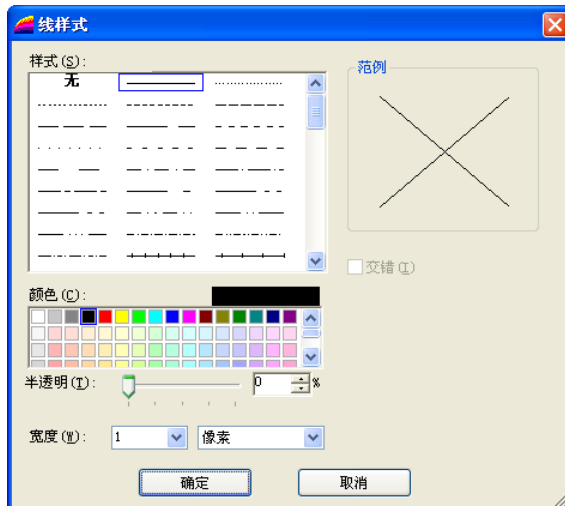 线样式
样式(S):
无
范例
交错(I)
颜色(C):
半透明(T):
0
%
宽度(W):
1
像素
确定
取消